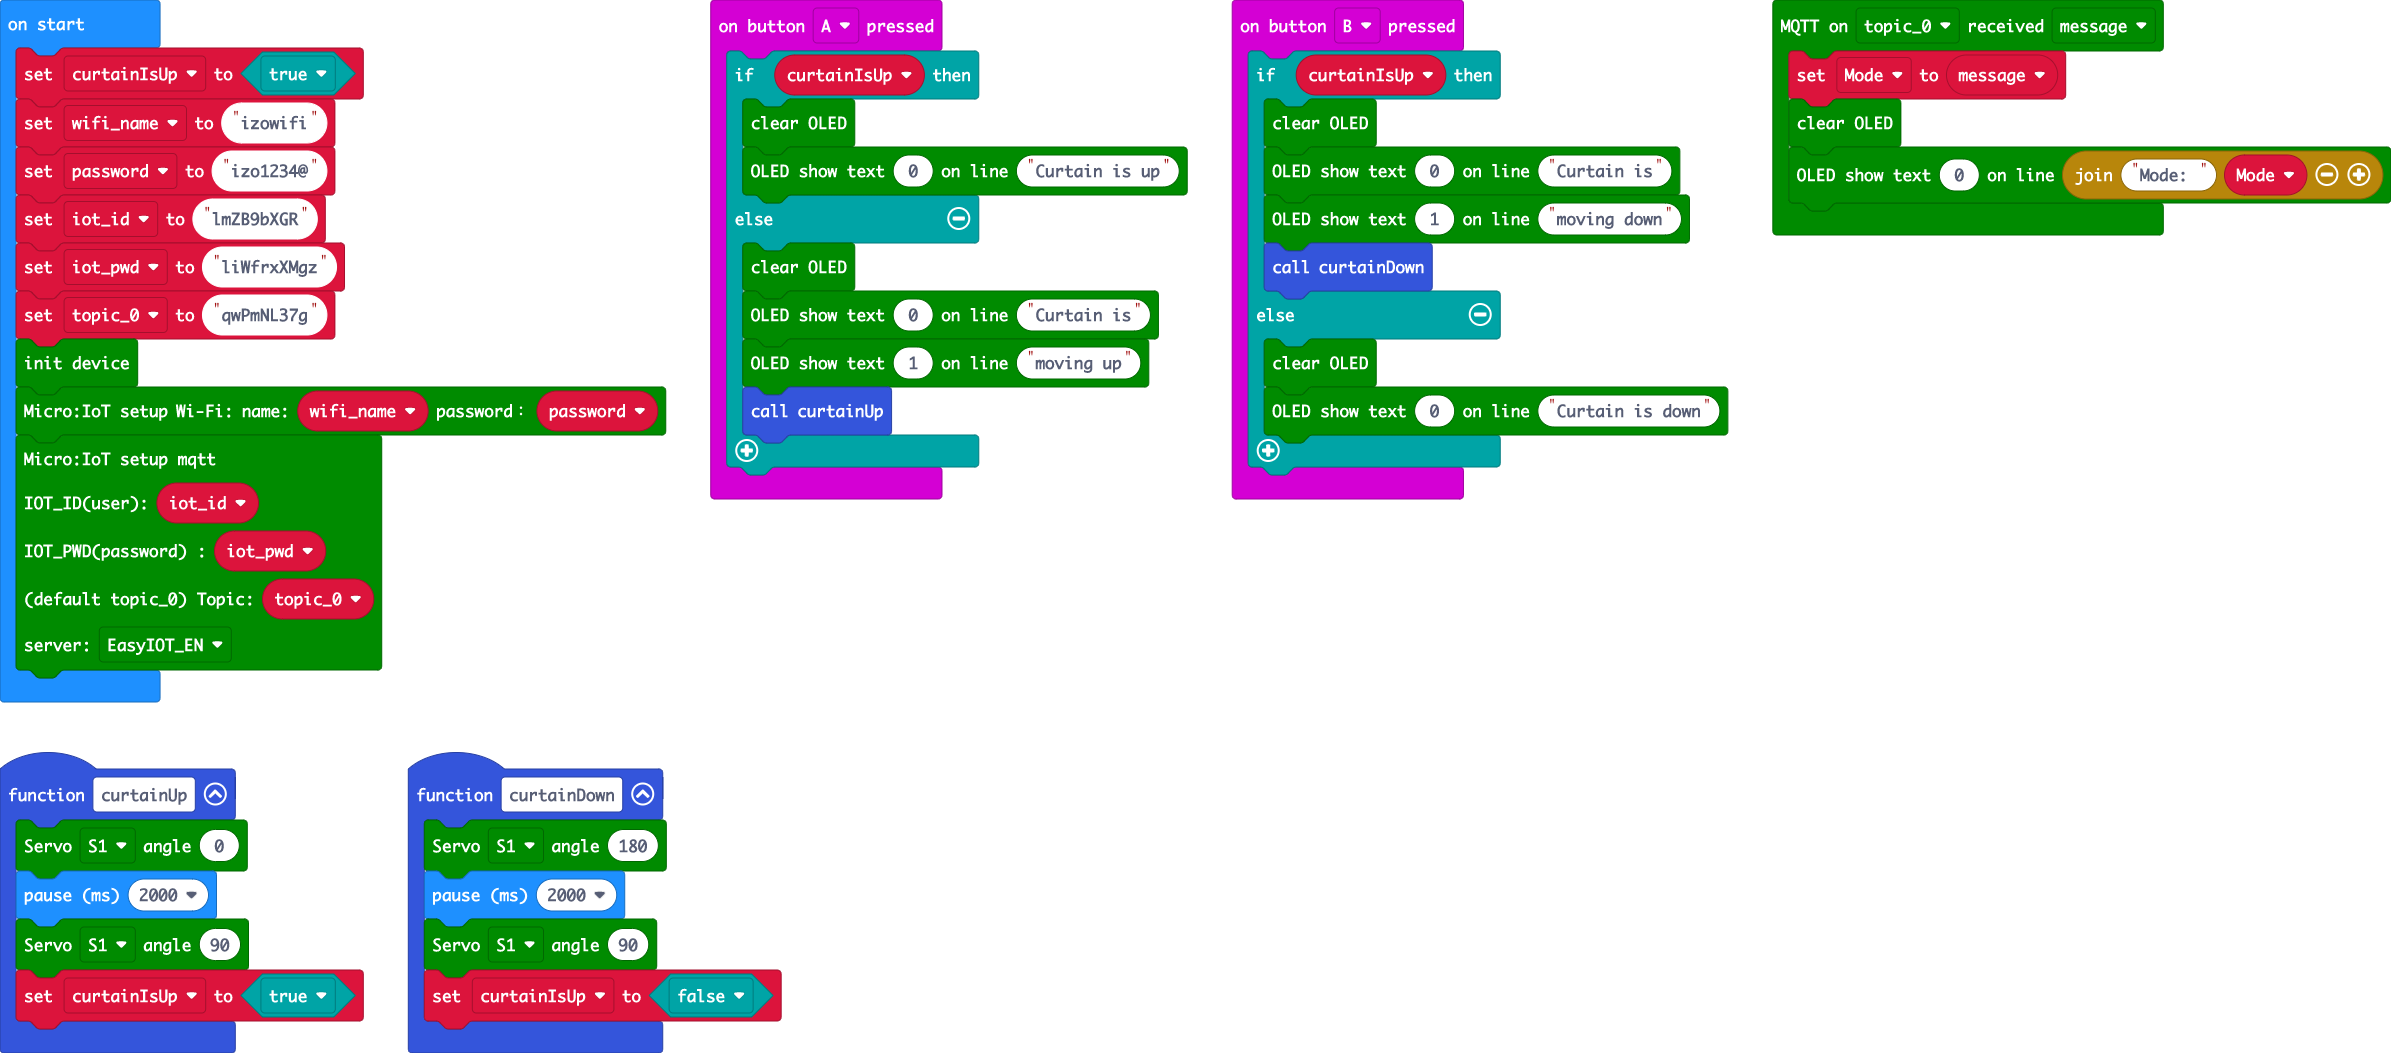 on start
set curtainIsUp to true
set wifi_name to "izowifi"
set password to "izo1234@"
set iot_id to "lmZB9bXGR"
set iot_pwd to "liWfrxXMgz"
set topic_0 to "qwPmNL37g"
init device
Micro:IoT setup Wi-Fi: name: wifi_name password: password
Micro:IoT setup mqtt
IOT_ID(user): iot_id
IOT_PWD(password) : iot_pwd
(default topic_0) Topic: topic_0
server: EasyIOT_EN
on button A pressed
if curtainIsUp then
clear OLED
OLED show text 0 on line "Curtain is up"
else
clear OLED
OLED show text 0 on line "Curtain is"
OLED show text 1 on line "moving up"
call curtainUp
on button B pressed
if curtainIsUp then
clear OLED
OLED show text 0 on line "Curtain is"
OLED show text 1 on line "moving down"
call curtainDown
else
clear OLED
OLED show text 0 on line "Curtain is down"
MQTT on topic_0 received message
set Mode to message
clear OLED
OLED show text 0 on line join "Mode: " Mode
function curtainUp
Servo S1 angle 0
pause (ms) 2000
Servo S1 angle 90
set curtainIsUp to true
function curtainDown
Servo S1 angle 180
pause (ms) 2000
Servo S1 angle 90
set curtainIsUp to false